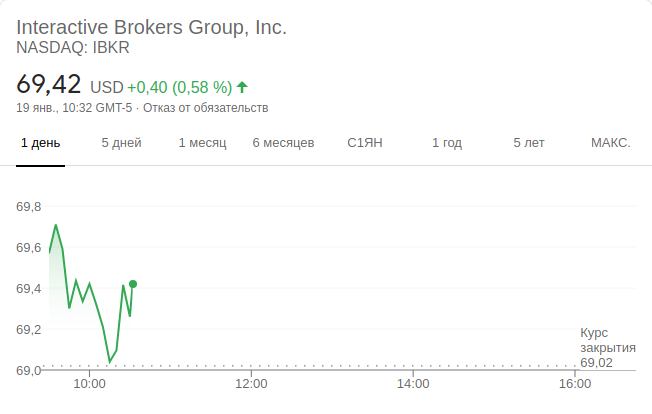 Interactive Brokers Group, Inc.
NASDAQ: IBKR
69,42 USD +0,40 (0,58 %)
19 янв., 10:32 GMT-5 · Отказ от обязательств
1 день 5 дней 1 месяц 6 месяцев С1ЯН 1 год 5 лет МАКС.
69,8
69,6
69,4
69,2
69,0
Курс
закрытия
69,02
10:00 12:00 14:00 16:00